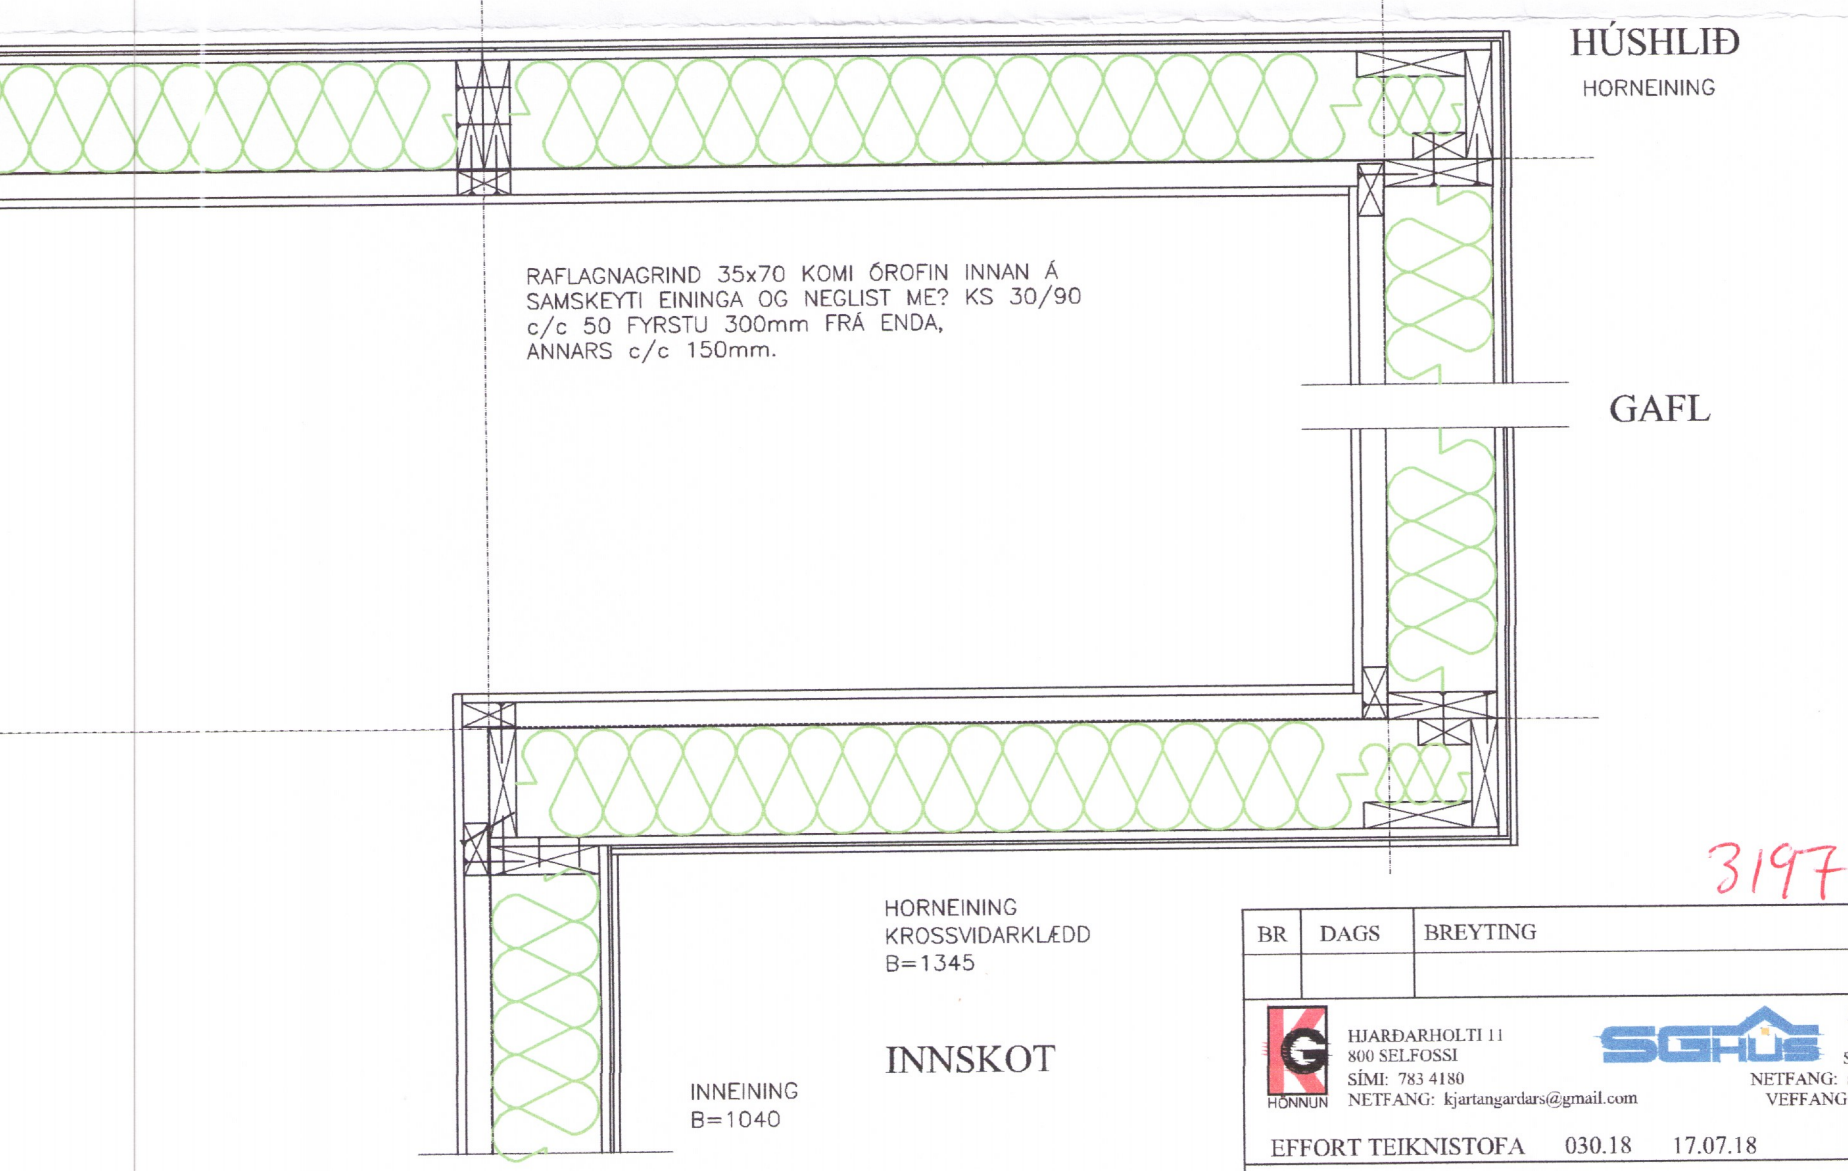 HÚSHLIÐ
HORNEINING
RAFLAGNAGRIND 35x70 KOMI ÓROFIN INNAN Á
SAMSKEYTI EININGA OG NEGLIST ME? KS 30/90
c/c 50 FYRSTU 300mm FRÁ ENDA,
ANNARS c/c 150mm.
GAFL
3197
HORNEINING
KROSSVIDARKLÆDD
B=1345
INNSKOT
INNEINING
B=1040
BR DAGS BREYTING
KG
HÖNNUN
HJARÐARHOLTI 11
800 SELFOSSI
SÍMI: 783 4180
NETFANG: kjartangardars@gmail.com
SGHÚS
S
NETFANG:
VEFFANG
EFFORT TEIKNISTOFA 030.18 17.07.18